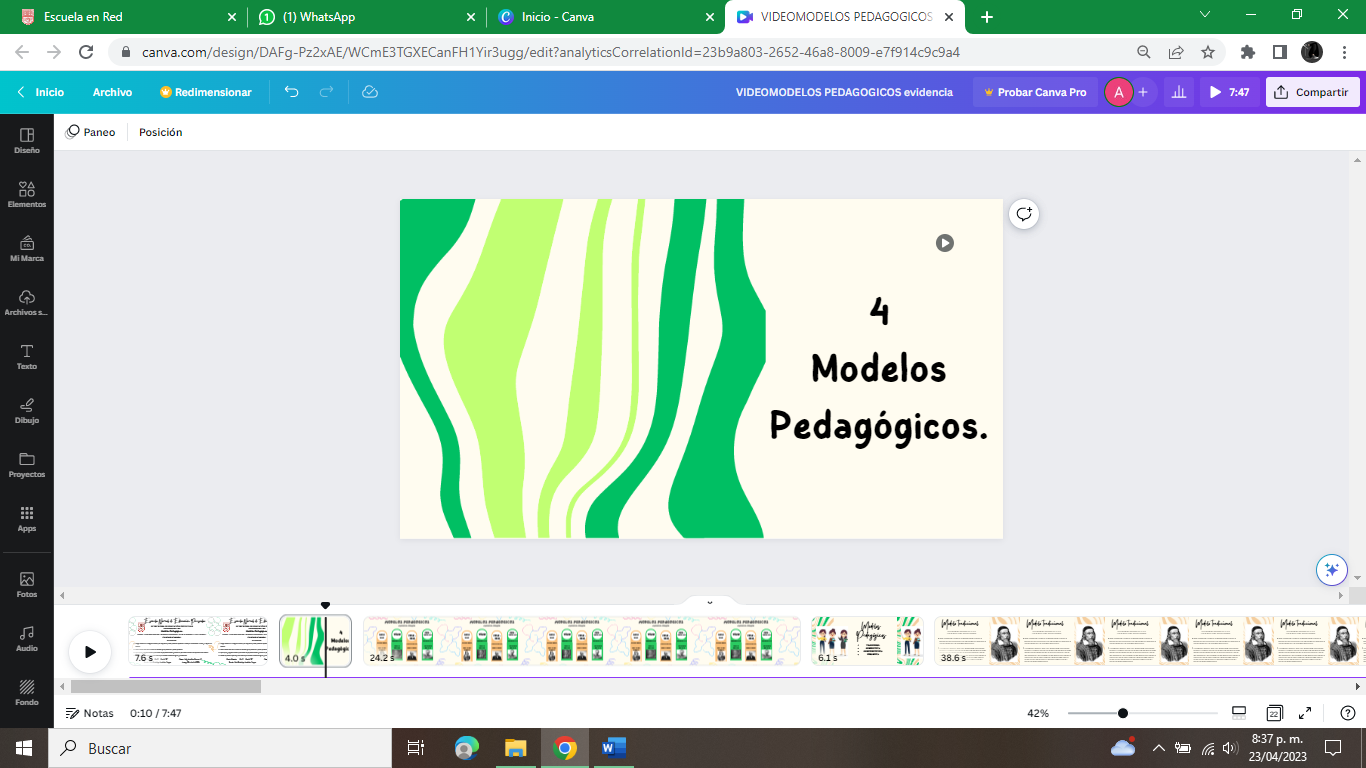 Escuela en Red
(1) WhatsApp
Inicio - Canva
VIDEOMODELOS PEDAGOGICOS
canva.com/design/DAFg-Pz2xAE/WCmE3TGXECanFH1Yir3ugg/edit?analyticsCorrelationId=23b9a803-2652-46a8-8009-e7f914c9c9a4
Inicio
Archivo
Redimensionar
VIDEOMODELOS PEDAGOGICOS evidencia
Probar Canva Pro
A
7:47
Compartir
Paneo
Posición
Diseño
Elementos
Mi Marca
Archivos s...
Texto
Dibujo
Proyectos
Apps
Fotos
Audio
Fondo
4
Modelos
Pedagógicos.
7.6 s
4.0 s
4
Modelos
24.2 s
6.1 s
38.6 s
Notas
0:10 / 7:47
42%
22
Buscar
8:37 p. m.
23/04/2023